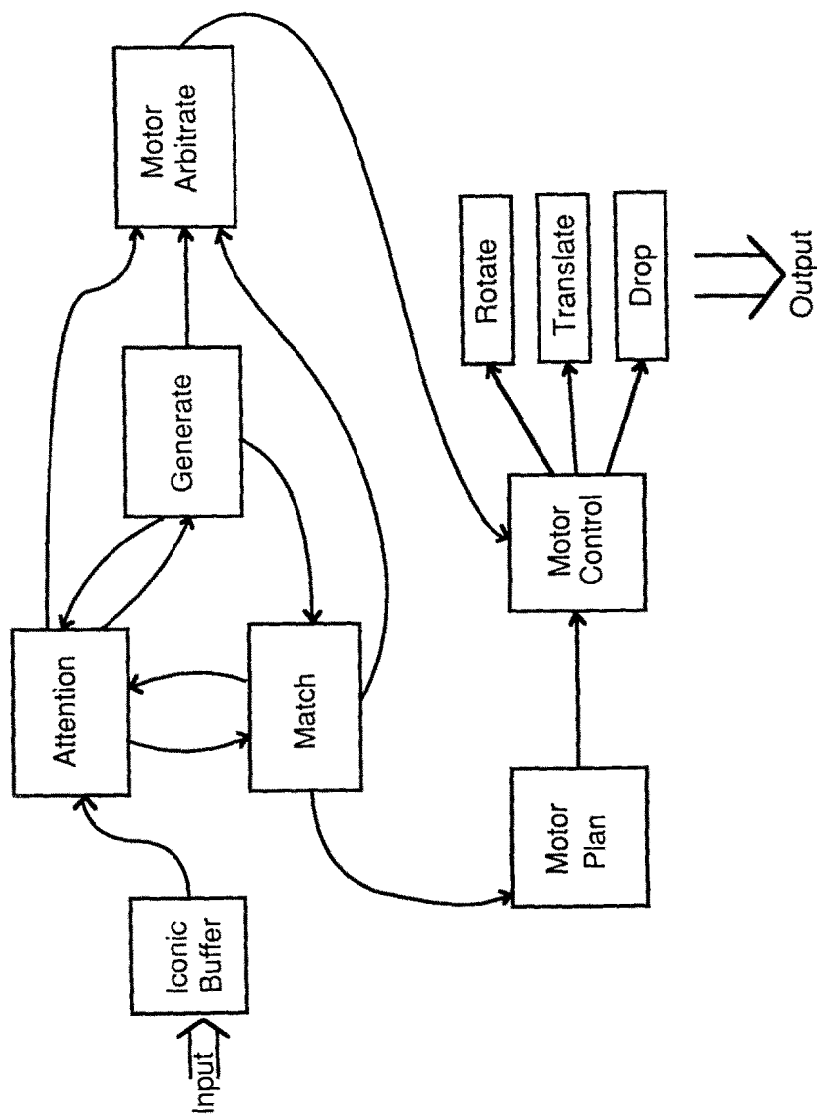 Input
Iconic
Buffer
Attention
Match
Generate
Motor
Arbitrate
Motor
Plan
Motor
Control
Rotate
Translate
Drop
Output